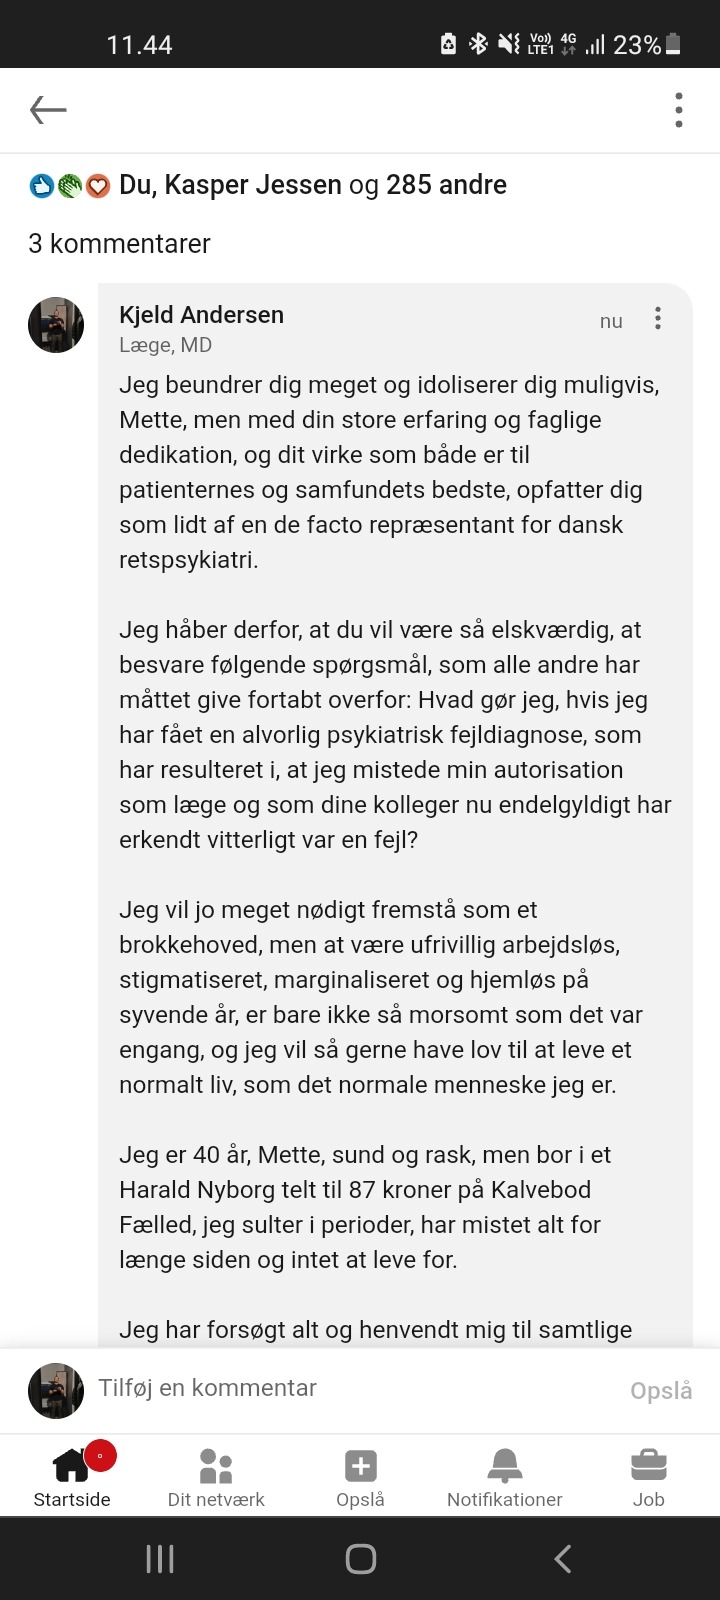 11.44
Vo)) 4G
LTE1
23%
Du, Kasper Jessen og 285 andre
3 kommentarer
Kjeld Andersen
nu
Læge, MD
Jeg beundrer dig meget og idoliserer dig muligvis,
Mette, men med din store erfaring og faglige
dedikation, og dit virke som både er til
patienternes og samfundets bedste, opfatter dig
som lidt af en de facto repræsentant for dansk
retspsykiatri.
Jeg håber derfor, at du vil være så elskværdig, at
besvare følgende spørgsmål, som alle andre har
måttet give fortabt overfor: Hvad gør jeg, hvis jeg
har fået en alvorlig psykiatrisk fejldiagnose, som
har resulteret i, at jeg mistede min autorisation
som læge og som dine kolleger nu endelgyldigt har
erkendt vitterligt var en fejl?
Jeg vil jo meget nødigt fremstå som et
brokkehoved, men at være ufrivillig arbejdsløs,
stigmatiseret, marginaliseret og hjemløs på
syvende år, er bare ikke så morsomt som det var
engang, og jeg vil så gerne have lov til at leve et
normalt liv, som det normale menneske jeg er.
Jeg er 40 år, Mette, sund og rask, men bor i et
Harald Nyborg telt til 87 kroner på Kalvebod
Fælled, jeg sulter i perioder, har mistet alt for
længe siden og intet at leve for.
Jeg har forsøgt alt og henvendt mig til samtlige
Tilføj en kommentar
Opslå
Startside
Dit netværk
Opslå
Notifikationer
Job